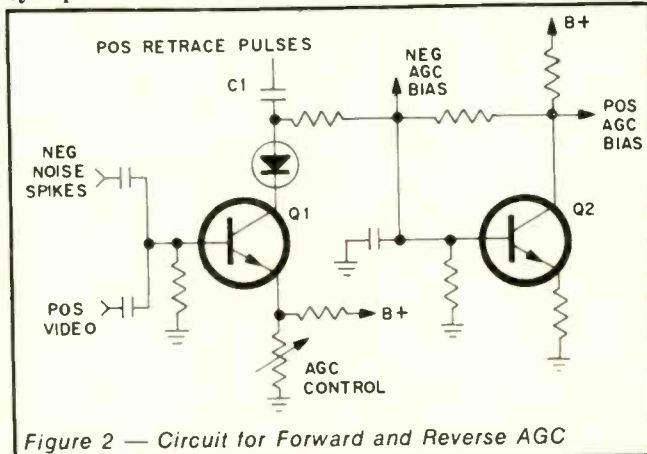 POS RETRACE PULSES
C1
NEG
AGC
BIAS
B+
POS
AGC
BIAS
NEG
NOISE
SPIKES
Q1
Q2
POS
VIDEO
B+
AGC
CONTROL
Figure 2 — Circuit for Forward and Reverse AGC